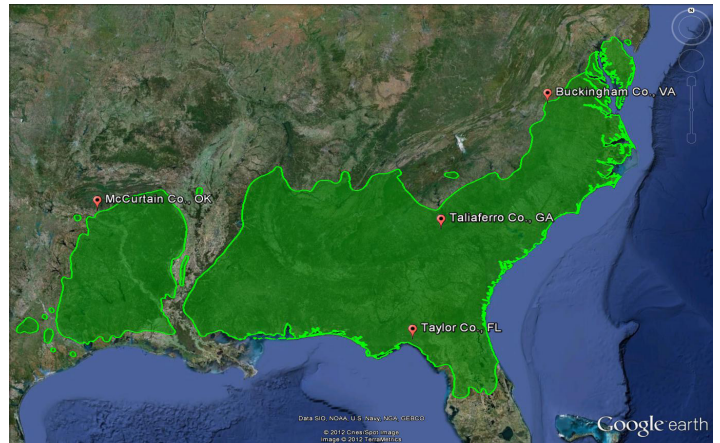 N
Buckingham Co., VA
McCurtain Co., OK
Taliaferro Co., GA
Taylor Co., FL
Data SIO, NOAA, U.S. Navy, NGA, GEBCO
© 2012 Cnes/Spot Image
Image © 2012 TerraMetrics
Google earth